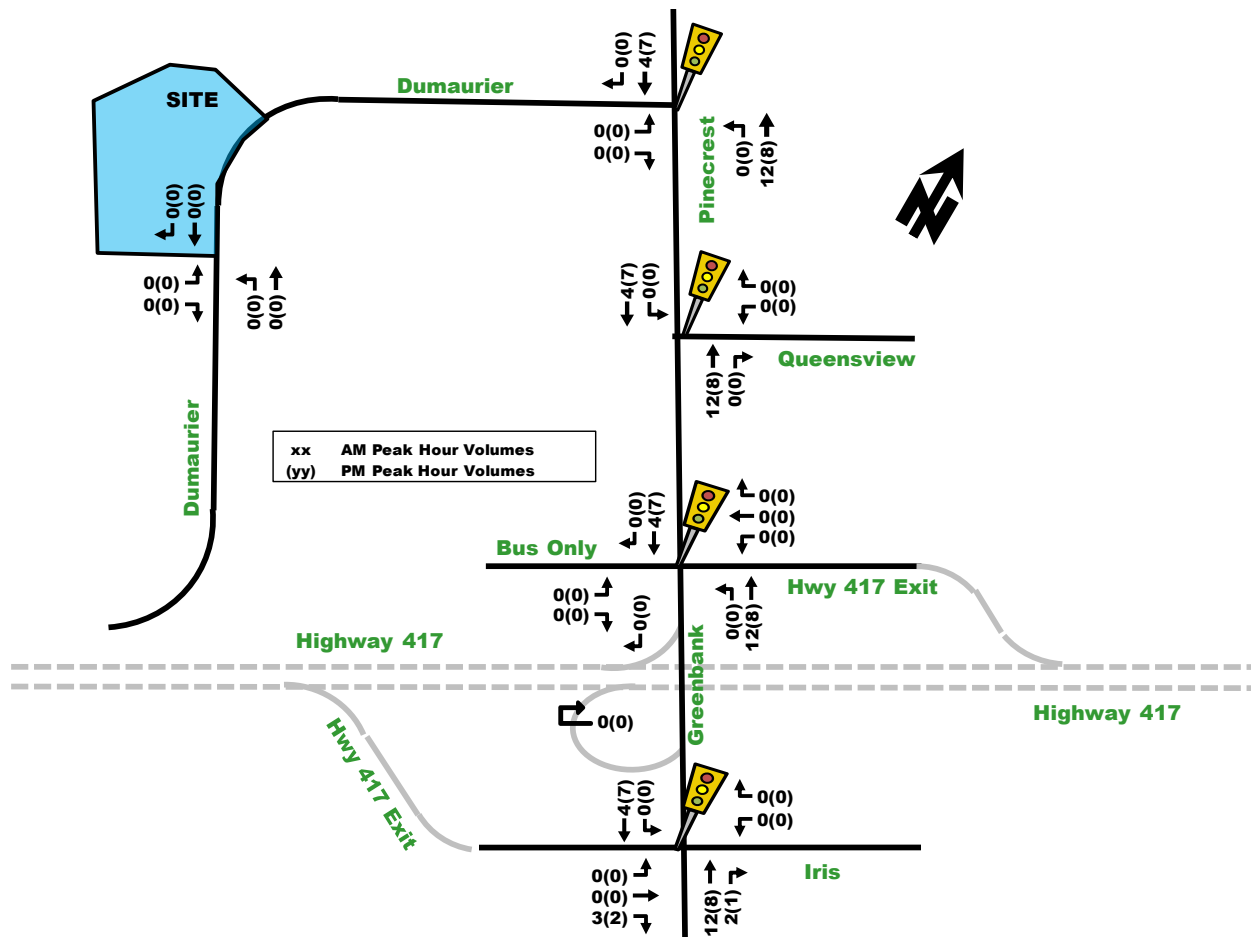 0(0)
4(7)
Dumaurier
SITE
0(0)
0(0)
Pinecrest
0(0)
12(8)
0(0)
0(0)
0(0)
0(0)
0(0)
0(0)
4(7)
0(0)
0(0)
0(0)
Queensview
12(8)
0(0)
Dumaurier
xx AM Peak Hour Volumes
(yy) PM Peak Hour Volumes
0(0)
4(7)
0(0)
0(0)
0(0)
Bus Only
Hwy 417 Exit
0(0)
0(0)
0(0)
0(0)
12(8)
Highway 417
Greenbank
Highway 417
0(0)
Hwy 417 Exit
4(7)
0(0)
0(0)
0(0)
Iris
0(0)
0(0)
3(2)
12(8)
2(1)